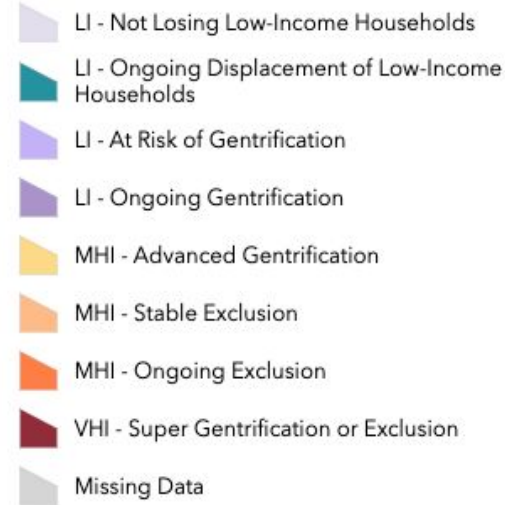 LI - Not Losing Low-Income Households
LI - Ongoing Displacement of Low-Income
Households
LI - At Risk of Gentrification
LI - Ongoing Gentrification
MHI - Advanced Gentrification
MHI - Stable Exclusion
MHI - Ongoing Exclusion
VHI - Super Gentrification or Exclusion
Missing Data